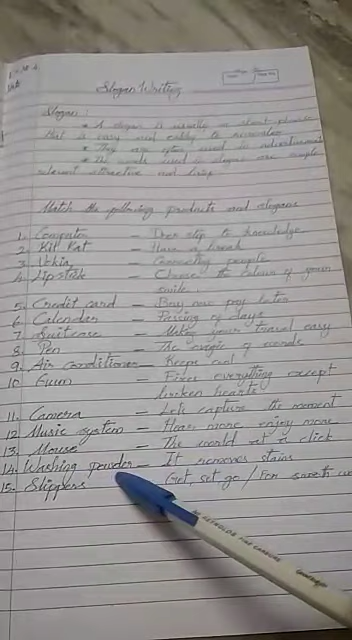 Slogan Writing
Slogan:
* A slogan is usually a short phrase
that is easy and catchy to remember
* They are often used in advertisements
* The words used in slogans are simple
relevant attractive and
Match the following products and slogans
1. Computer - Door step to knowledge
2. Kit Kat - Have a break
3. Nokia - Connecting people
4. Lipstick - Choose the colour of your
smile.
5. Credit card - Buy now pay later
6. Calender - Passing of days
7. Suitcase - Makes your travel easy
8. Pen - The magic of words
9. Air conditioner - Keeps cool
10. Gum - Fixes everything except
broken hearts
11. Camera - Lets capture the moment
12. Music system - Hear more enjoy more
13. Mouse - The world at a click
14. Washing powder - It removes stains
15. Slippers - Get, set, go / For smooth